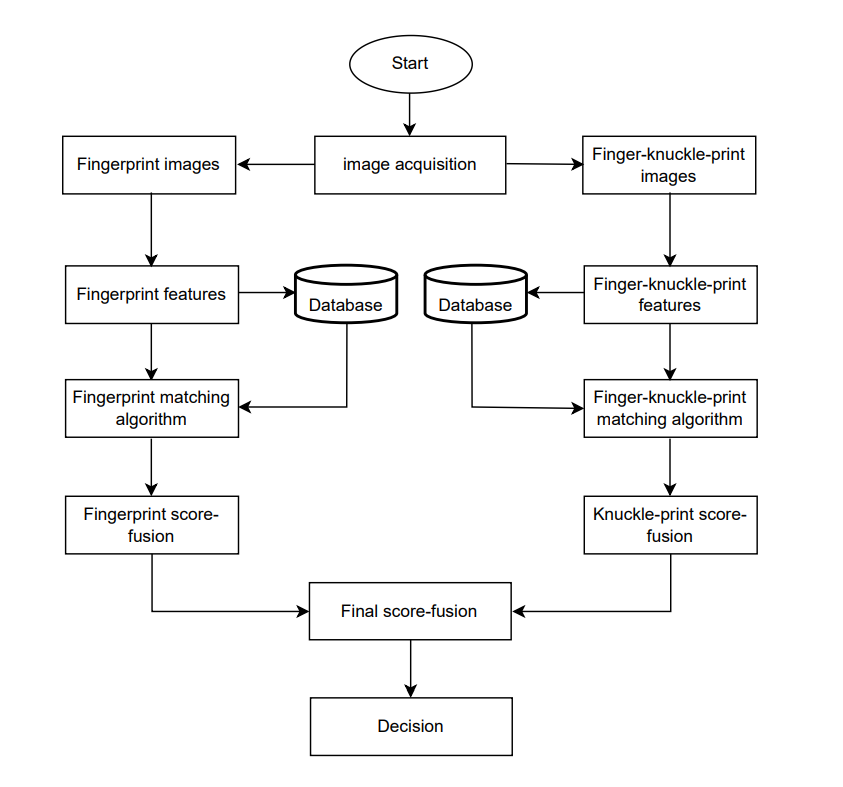 Start
Fingerprint images
image acquisition
Finger-knuckle-print
images
Fingerprint features
Database
Database
Finger-knuckle-print
features
Fingerprint matching
algorithm
Finger-knuckle-print
matching algorithm
Fingerprint score-
fusion
Knuckle-print score-
fusion
Final score-fusion
Decision